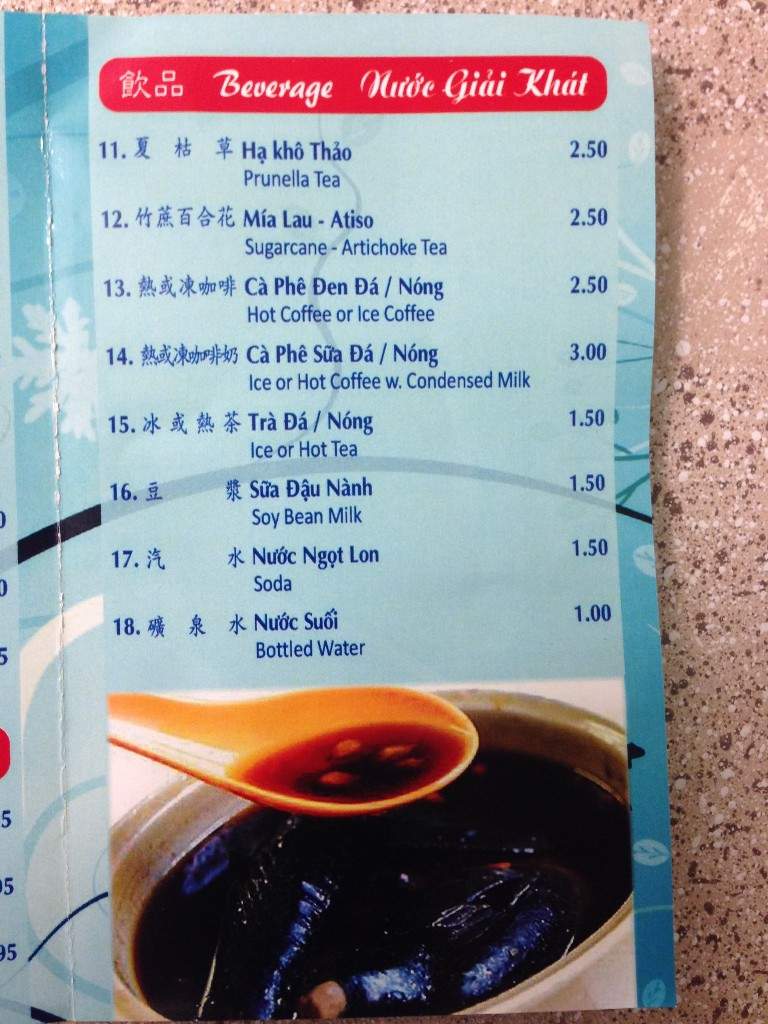 飲品 Beverage Nước Giải Khát
11. 夏 枯 草 Hạ khô Thảo 2.50
Prunella Tea
12. 竹蔗百合花 Mía Lau - Atiso 2.50
Sugarcane - Artichoke Tea
13. 熱或凍咖啡 Cà Phê Đen Đá / Nóng 2.50
Hot Coffee or Ice Coffee
14. 熱或凍咖啡奶 Cà Phê Sữa Đá / Nóng 3.00
Ice or Hot Coffee w. Condensed Milk
15. 冰 或 熱 茶 Trà Đá / Nóng 1.50
Ice or Hot Tea
16. 豆 漿 Sữa Đậu Nành 1.50
Soy Bean Milk
17. 汽 水 Nước Ngọt Lon 1.50
Soda
18. 礦 泉 水 Nước Suối 1.00
Bottled Water